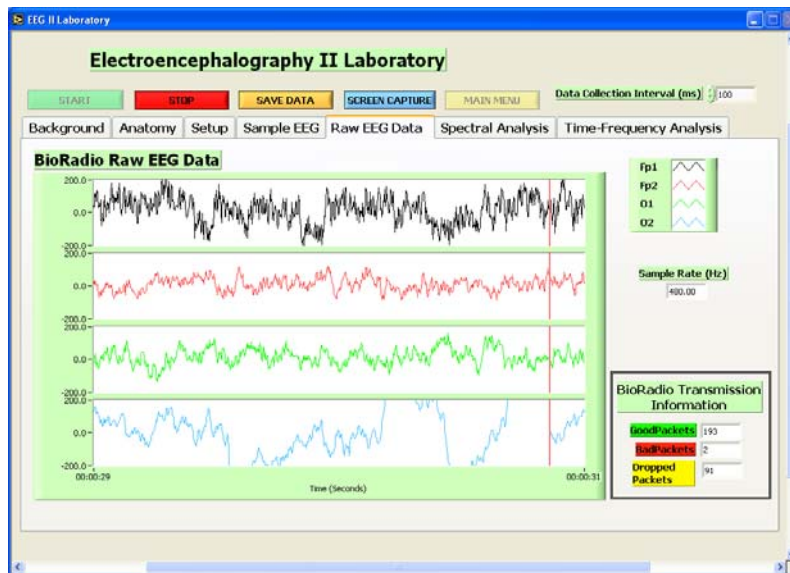 EEG II Laboratory
Electroencephalography II Laboratory
START STOP SAVE DATA SCREEN CAPTURE MAIN MENU Data Collection Interval (ms) 100
Background Anatomy Setup Sample EEG Raw EEG Data Spectral Analysis Time-Frequency Analysis
BioRadio Raw EEG Data
200.0
0.0
-200.0
200.0
0.0
200.0
0.0
-200.0
200.0
0.0
-200.0
00:00:29 00:00:31
Time (Seconds)
Fp1
Fp2
O1
O2
Sample Rate (Hz)
480.00
BioRadio Transmission
Information
GoodPackets 193
BadPackets 2
Dropped
Packets 91